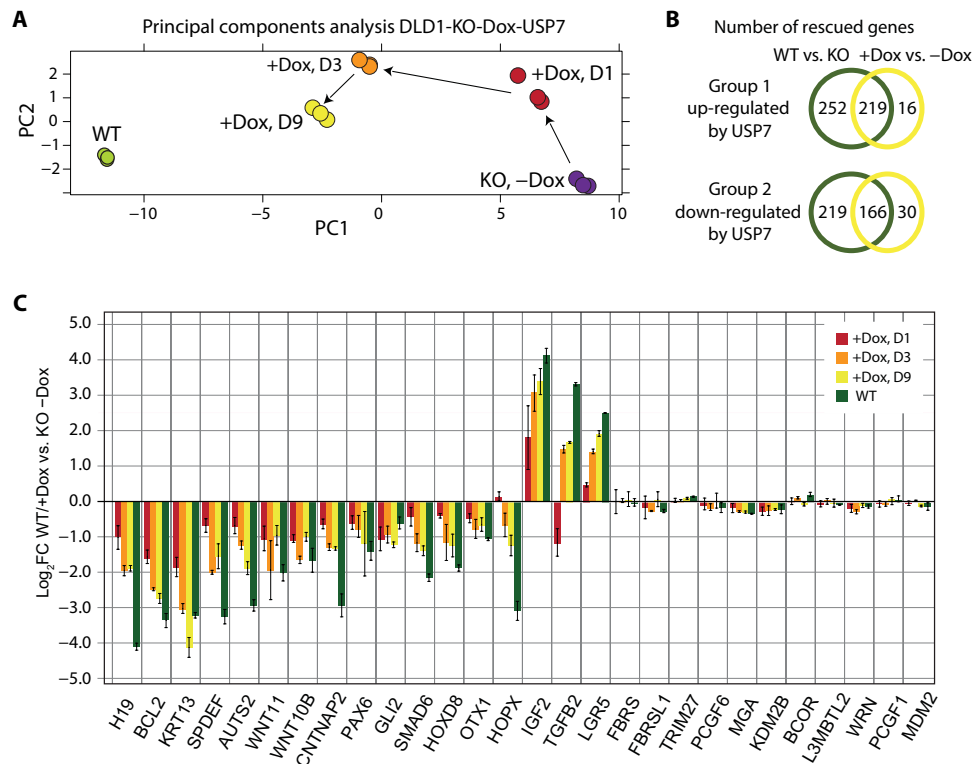 A
Principal components analysis DLD1-KO-Dox-USP7
PC2
2
1
0
−1
−2
+Dox, D3
+Dox, D1
+Dox, D9
WT
KO, −Dox
−10
−5
0
5
10
PC1
B
Number of rescued genes
WT vs. KO
+Dox vs. −Dox
Group 1
up-regulated
by USP7
252
219
16
Group 2
down-regulated
by USP7
219
166
30
C
Log2FC WT/+Dox vs. KO −Dox
5.0
4.0
3.0
2.0
1.0
0.0
−1.0
−2.0
−3.0
−4.0
−5.0
+Dox, D1
+Dox, D3
+Dox, D9
WT
H19
BCL2
KRT13
SPDEF
AUTS2
WNT11
WNT10B
CNTNAP2
PAX6
GLI2
SMAD6
HOXD8
OTX1
HOPX
IGF2
TGFB2
LGR5
FBRS
FBRSL1
TRIM27
PCGF6
MGA
KDM2B
BCOR
L3MBTL2
WRN
PCGF1
MDM2